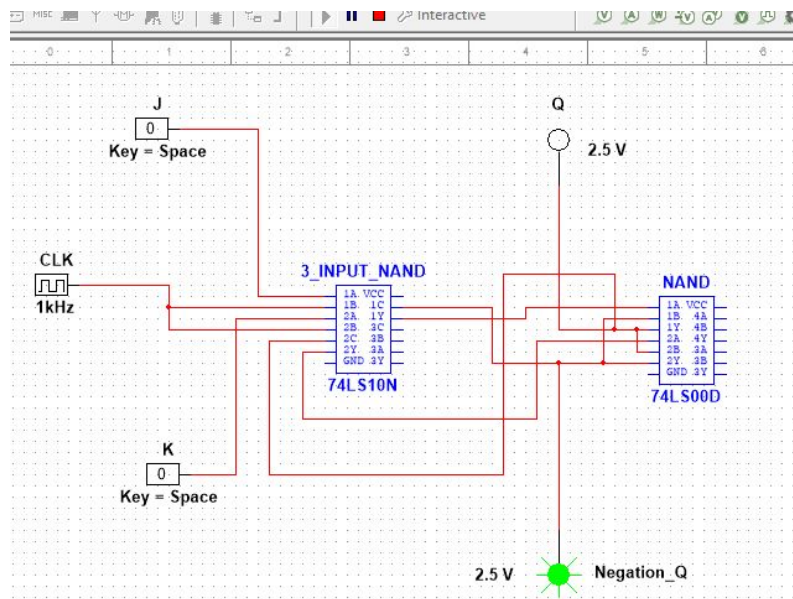 MISC
Interactive
0 1 2 3 4 5 6
J
0
Key = Space
Q
2.5 V
CLK
1kHz
3_INPUT_NAND
1A VCC
1B 1C
2A 1Y
2B 3C
2C 3B
2Y 3A
GND 3Y
74LS10N
NAND
1A VCC
1B 4A
1Y 4B
2A 4Y
2B 3A
2Y 3B
GND 3Y
74LS00D
K
0
Key = Space
2.5 V
Negation_Q